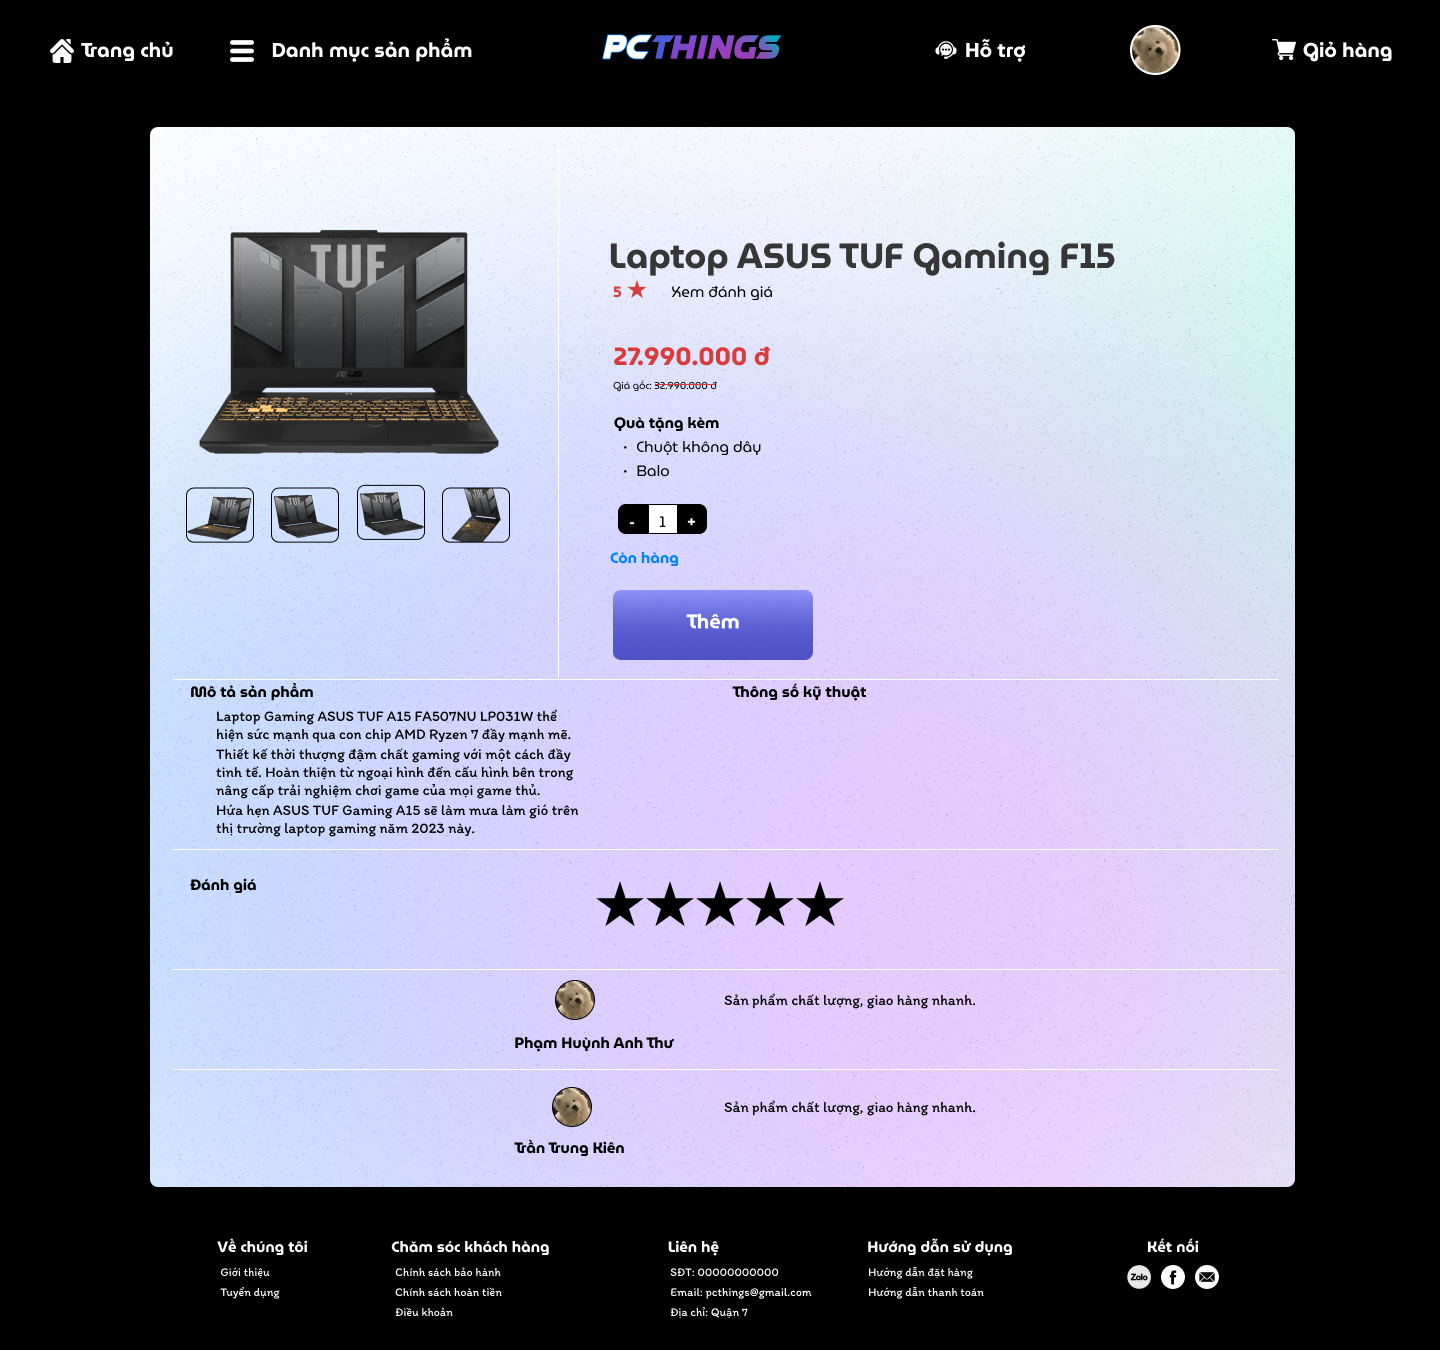 Trang chủ
Danh mục sản phẩm
PCTHINGS
Hỗ trợ
Giỏ hàng
TUF
ASUS
Laptop ASUS TUF Gaming F15
5 ★ Xem đánh giá
27.990.000 đ
Giá gốc: 32.990.000 đ
Quà tặng kèm
• Chuột không dây
• Balo
- 1 +
Còn hàng
Thêm
Mô tả sản phẩm
Laptop Gaming ASUS TUF A15 FA507NU LP031W thể
hiện sức mạnh qua con chip AMD Ryzen 7 đầy mạnh mẽ.
Thiết kế thời thượng đậm chất gaming với một cách đầy
tinh tế. Hoàn thiện từ ngoại hình đến cấu hình bên trong
nâng cấp trải nghiệm chơi game của mọi game thủ.
Hứa hẹn ASUS TUF Gaming A15 sẽ làm mưa làm gió trên
thị trường laptop gaming năm 2023 này.
Thông số kỹ thuật
Đánh giá
★★★★★
Sản phẩm chất lượng, giao hàng nhanh.
Phạm Huỳnh Anh Thư
Sản phẩm chất lượng, giao hàng nhanh.
Trần Trung Kiên
Về chúng tôi
Giới thiệu
Tuyển dụng
Chăm sóc khách hàng
Chính sách bảo hành
Chính sách hoàn tiền
Điều khoản
Liên hệ
SĐT: 00000000000
Email: pcthings@gmail.com
Địa chỉ: Quận 7
Hướng dẫn sử dụng
Hướng dẫn đặt hàng
Hướng dẫn thanh toán
Kết nối
Zalo